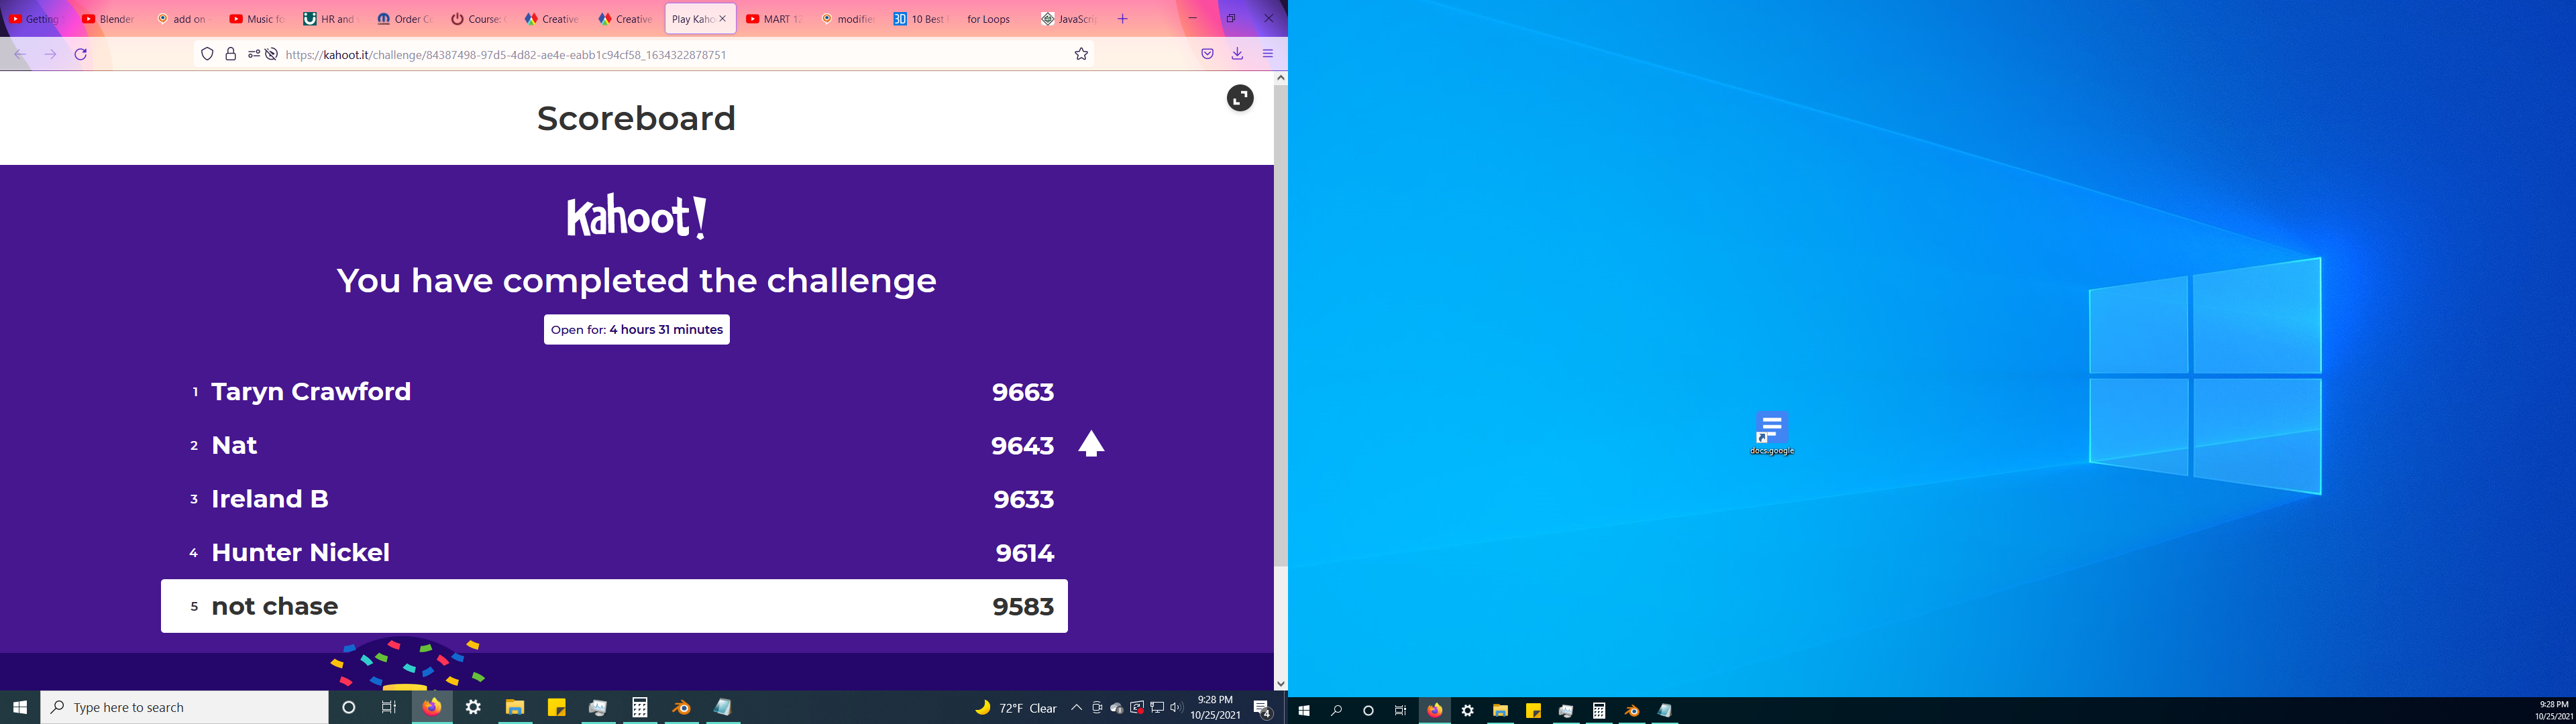 Getting
Blender
add on
Music fo
HR and
Order Co
Course:
Creative
Creative
Play Kaho
MART 12
modifie
10 Best
for Loops
JavaScrip
https://kahoot.it/challenge/84387498-97d5-4d82-ae4e-eabb1c94cf58_1634322878751
Scoreboard
Kahoot!
You have completed the challenge
Open for: 4 hours 31 minutes
1 Taryn Crawford 9663
2 Nat 9643
3 Ireland B 9633
4 Hunter Nickel 9614
5 not chase 9583
docs.google
Type here to search
72°F Clear
9:28 PM
10/25/2021
4
9:28 PM
10/25/2021